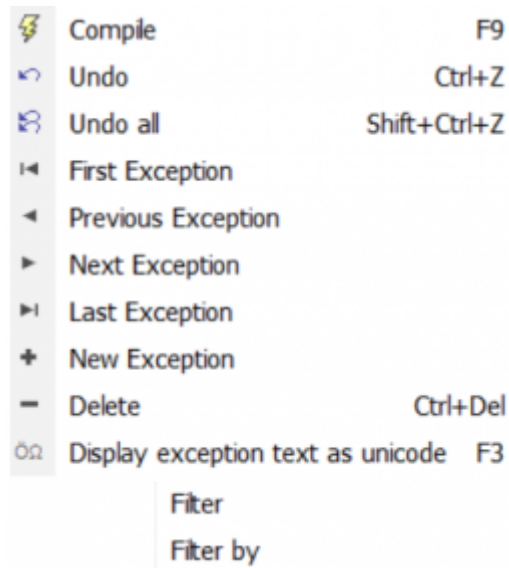 Compile F9
Undo Ctrl+Z
Undo all Shift+Ctrl+Z
First Exception
Previous Exception
Next Exception
Last Exception
New Exception
Delete Ctrl+Del
ÖΩ Display exception text as unicode F3
Filter
Filter by